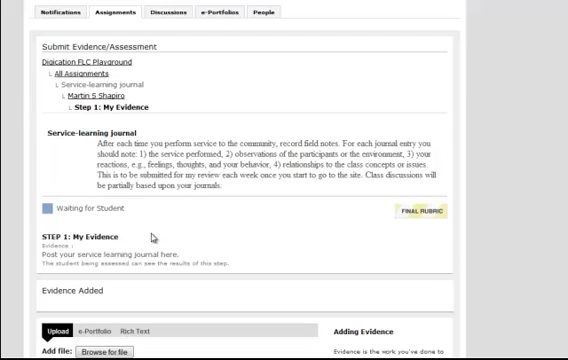 Notifications Assignments Discussions e-Portfolios People
Submit Evidence/Assessment
Digication FLC Playground
All Assignments
Service-learning journal
Martin S Shapiro
Step 1: My Evidence
Service-learning journal
After each time you perform service to the community, record field notes. For each journal entry you
should note: 1) the service performed, 2) observations of the participants or the environment, 3) your
reactions, e.g., feelings, thoughts, and your behavior, 4) relationships to the class concepts or issues.
This is to be submitted for my review each week once you start to go to the site. Class discussions will
be partially based upon your journals.
Waiting for Student
FINAL RUBRIC
STEP 1: My Evidence
Evidence :
Post your service learning journal here.
The student being assessed can see the results of this step.
Evidence Added
Upload e-Portfolio Rich Text
Adding Evidence
Add file: Browse for file
Evidence is the work you've done to